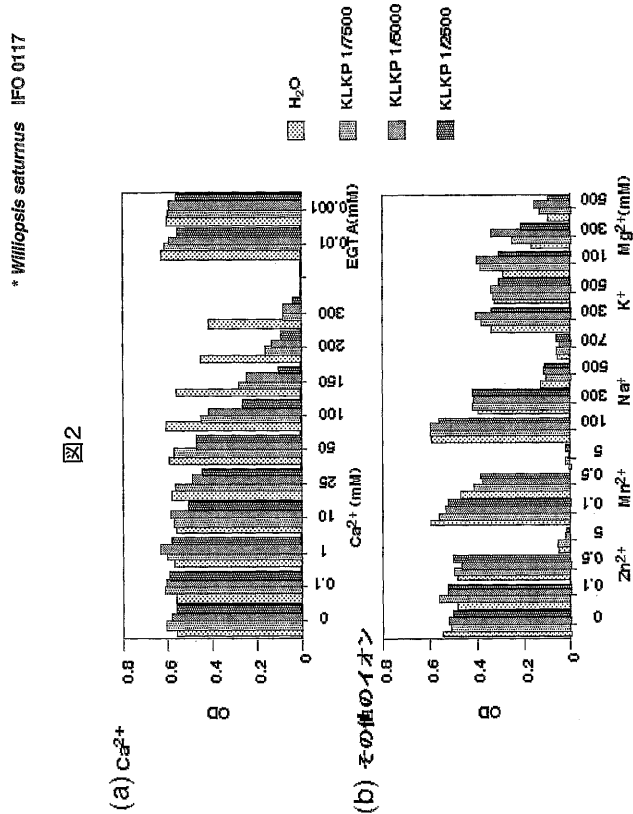 図2
* Williopsis saturnus IFO 0117
(a) Ca2+
OD
0.8
0.6
0.4
0.2
0
0 0.1 1 10 25 50 100 150 200 300 0.01 0.001
Ca2+ (mM) EGTA(mM)
H2O
KLKP 1/7500
KLKP 1/5000
KLKP 1/2500
(b) その他のイオン
OD
0.8
0.6
0.4
0.2
0
0 0.1 0.5 5 0.1 0.5 5 100 300 500 700 300 500 100 300 500
Zn2+ Mn2+ Na+ K+ Mg2+(mM)